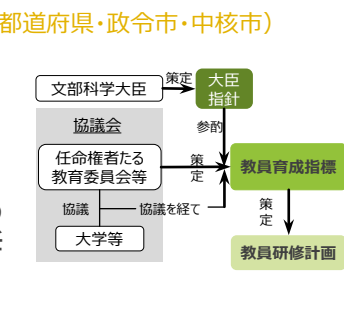 都道府県・政令市・中核市）
文部科学大臣
策定
大臣
指針
協議会
参酌
任命権者たる
教育委員会等
策
定
教員育成指標
協議
協議を経て
大学等
策
定
教員研修計画